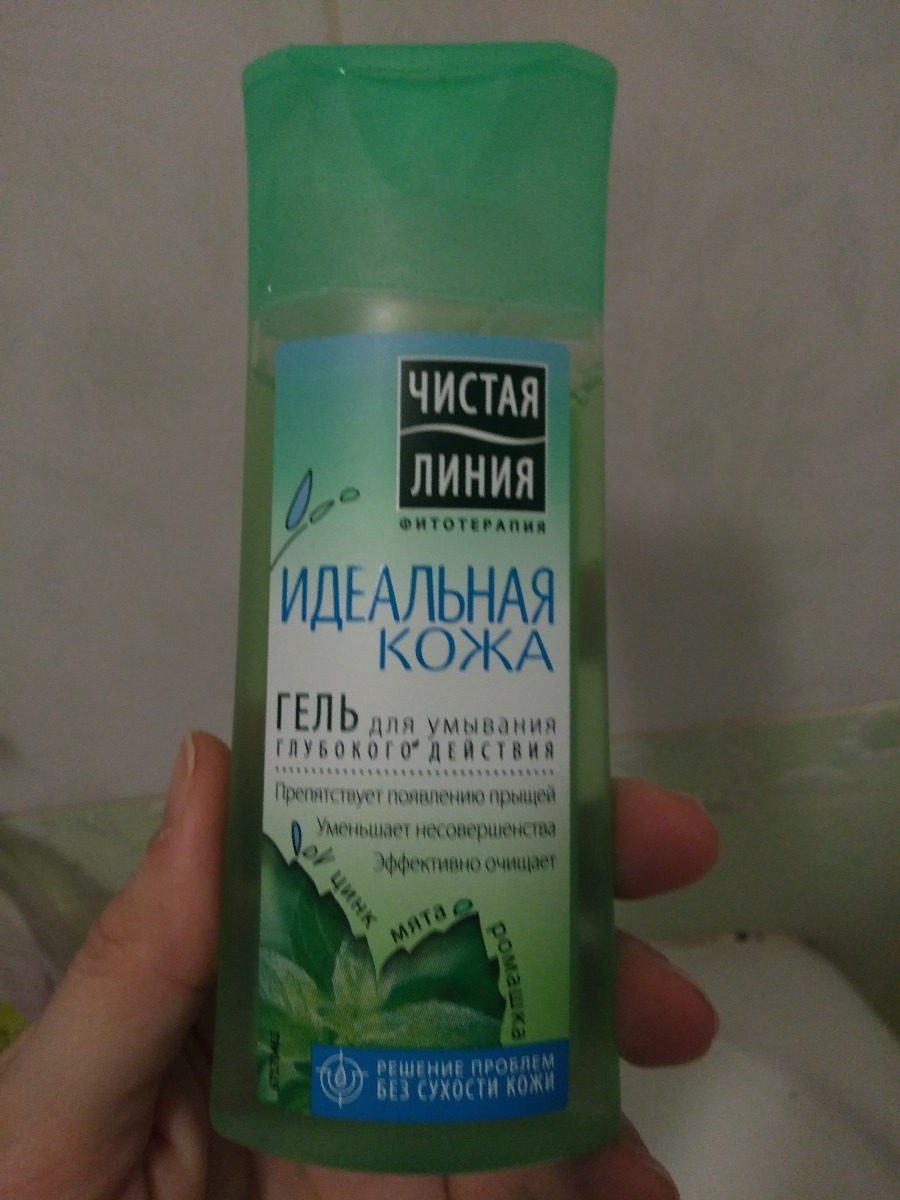 ЧИСТАЯ
ЛИНИЯ
ФИТОТЕРАПИЯ
ИДЕАЛЬНАЯ
КОЖА
ГЕЛЬ для умывания
ГЛУБОКОГО ДЕЙСТВИЯ
Препятствует появлению прыщей
Уменьшает несовершенства
Эффективно очищает
цинк
мята
ромашка
РЕШЕНИЕ ПРОБЛЕМ
БЕЗ СУХОСТИ КОЖИ